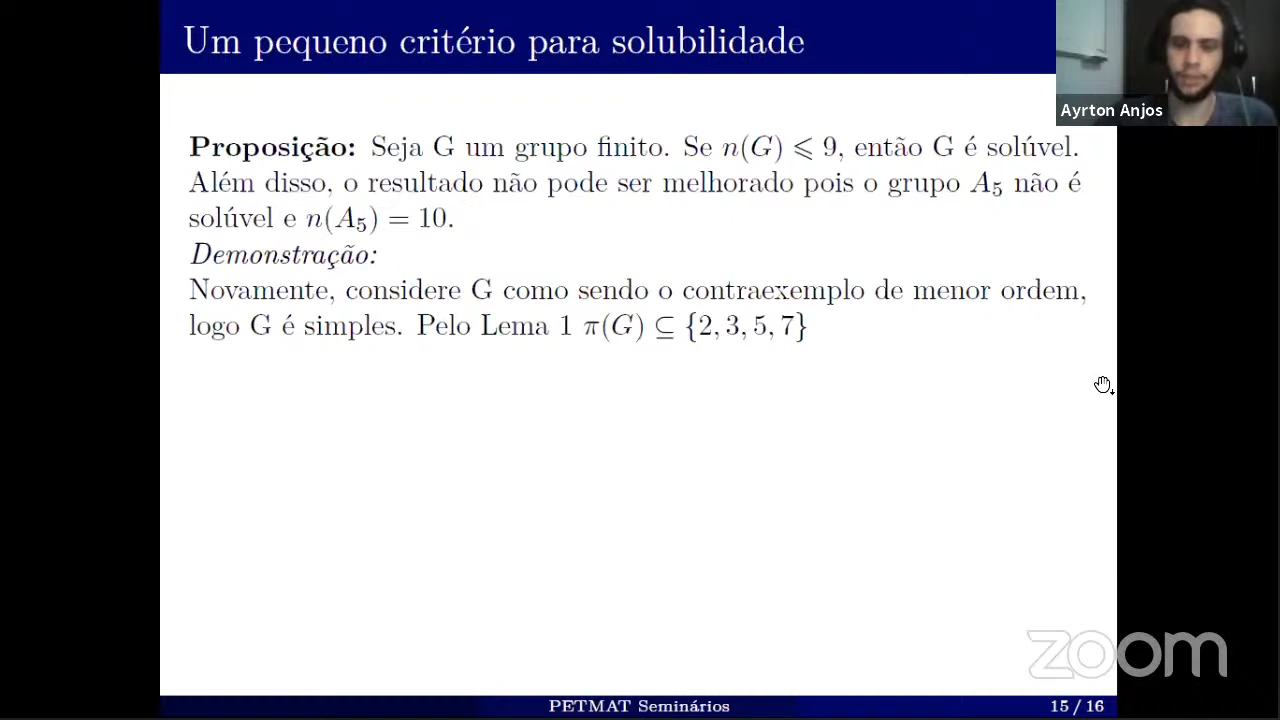 Um pequeno critério para solubilidade
Ayrton Anjos
Proposição: Seja G um grupo finito. Se n(G) ⩽ 9, então G é solúvel.
Além disso, o resultado não pode ser melhorado pois o grupo A₅ não é
solúvel e n(A₅) = 10.
Demonstração:
Novamente, considere G como sendo o contraexemplo de menor ordem,
logo G é simples. Pelo Lema 1 π(G) ⊆ {2, 3, 5, 7}
zoom
PETMAT Seminários
15 / 16